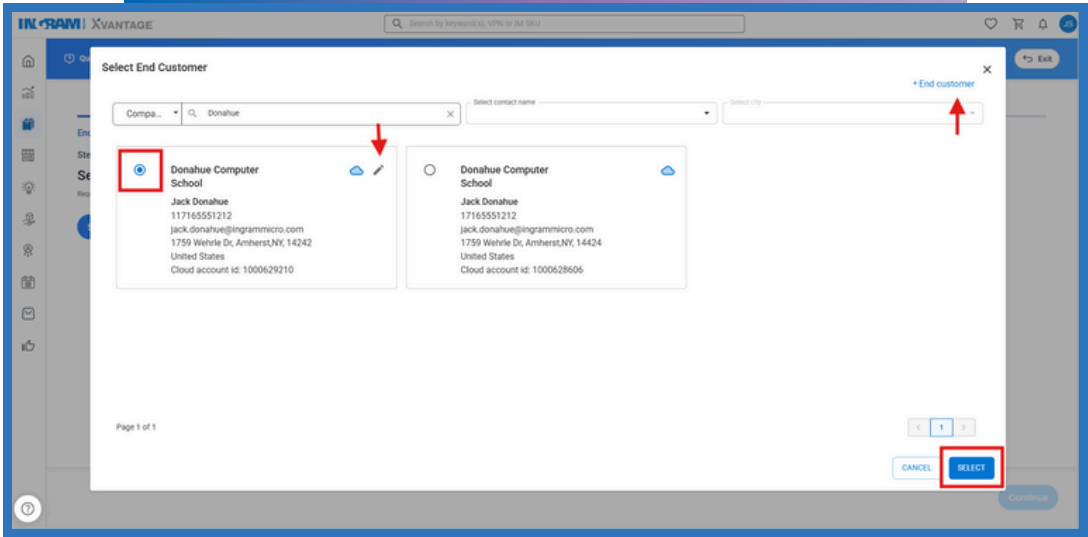 INGRAM XVANTAGE
Search by keyword(s), VPN or IM SKU
JS
Exit
Select End Customer
+ End customer
Compa...
Donahue
Select contact name
Select city
Donahue Computer
School
Jack Donahue
117165551212
jack.donahue@ingrammicro.com
1759 Wehrle Dr, Amherst,NY, 14242
United States
Cloud account id: 1000629210
Donahue Computer
School
Jack Donahue
17165551212
jack.donahue@ingrammicro.com
1759 Wehrle Dr, Amherst,NY, 14424
United States
Cloud account id: 1000628606
Page 1 of 1
1
CANCEL
SELECT
Continue